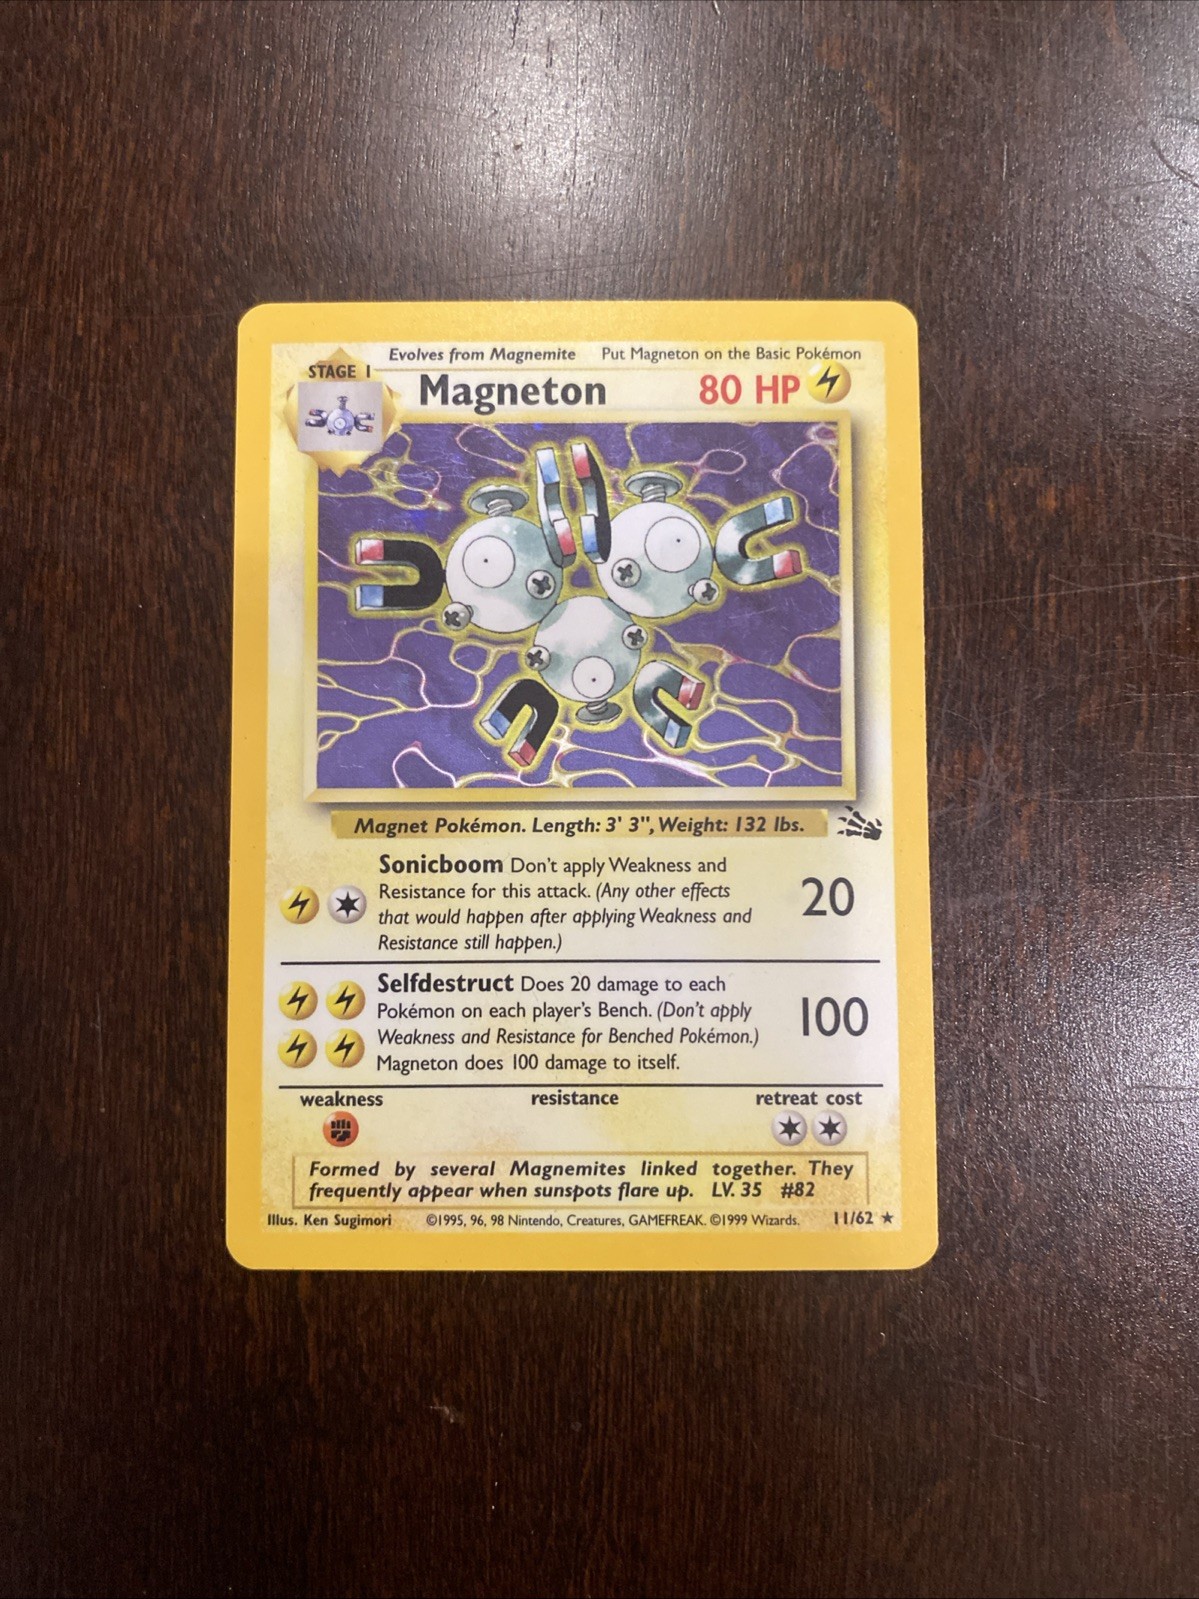 Evolves from Magnemite Put Magneton on the Basic Pokémon
STAGE 1
Magneton 80 HP
Magnet Pokémon. Length: 3' 3", Weight: 132 lbs.
Sonicboom Don't apply Weakness and
Resistance for this attack. (Any other effects
that would happen after applying Weakness and
Resistance still happen.)
20
Selfdestruct Does 20 damage to each
Pokémon on each player's Bench. (Don't apply
Weakness and Resistance for Benched Pokémon.)
Magneton does 100 damage to itself.
100
weakness resistance retreat cost
Formed by several Magnemites linked together. They
frequently appear when sunspots flare up. LV. 35 #82
Illus. Ken Sugimori ©1995, 96, 98 Nintendo, Creatures, GAMEFREAK. ©1999 Wizards. 11/62 ★